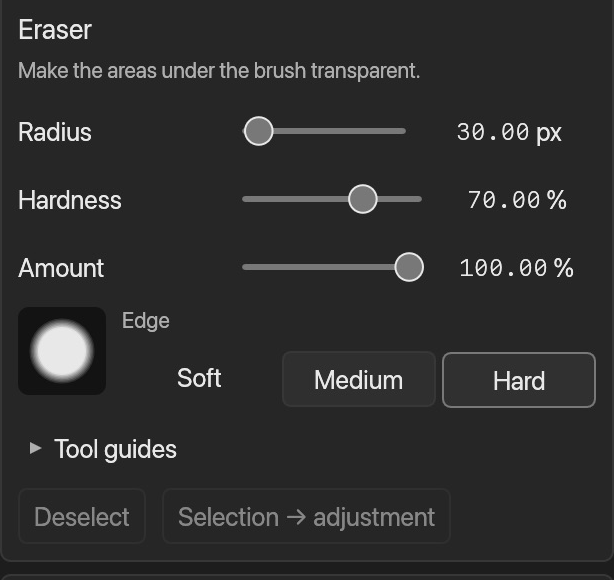 Eraser
Make the areas under the brush transparent.
Radius 30.00 px
Hardness 70.00 %
Amount 100.00 %
Edge
Soft Medium Hard
Tool guides
Deselect Selection → adjustment